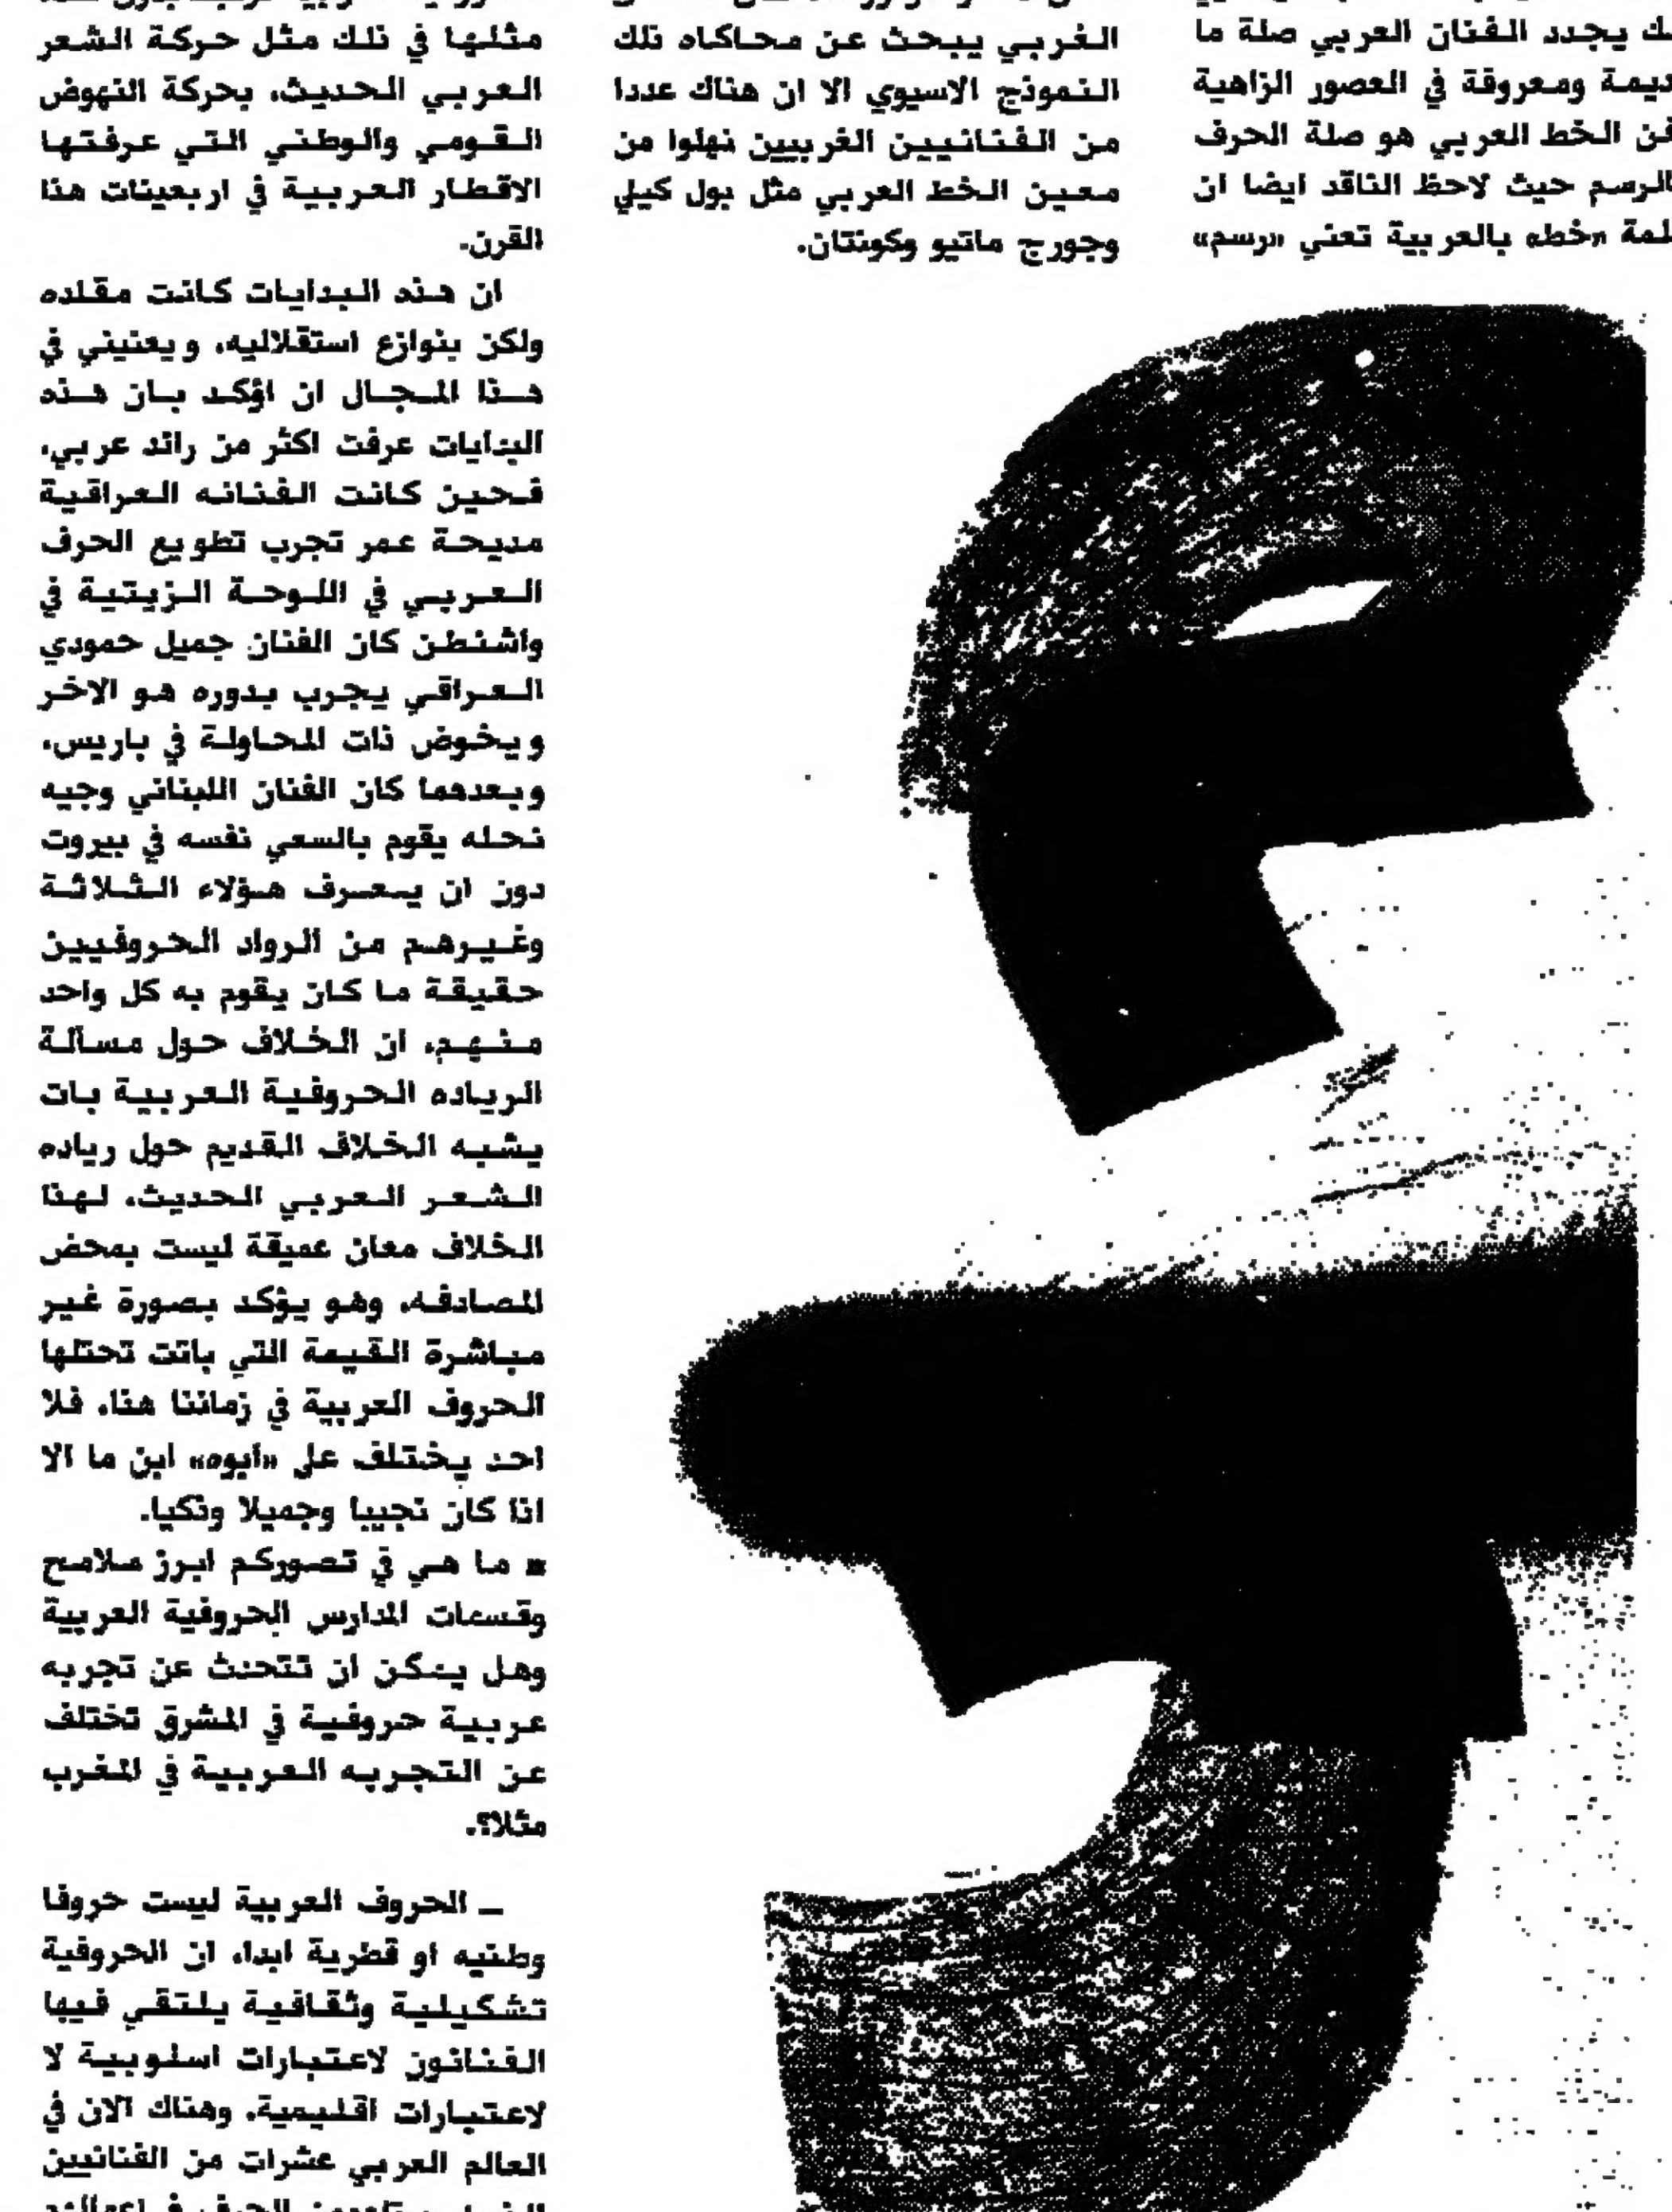 ـك يجدد الفنان العربي صلة ما
ديمة ومعروفة في العصور الزاهية
فن الخط العربي هو صلة الحرف
الرسم حيث لاحظ الناقد ايضا ان
ـلمة «خط» بالعربية تعني «رسم»
الغربي يبحث عن محاكاه تلك
النموذج الاسيوي الا ان هناك عددا
من الفنانيين الغربيين نهلوا من
معين الخط العربي مثل بول كيلي
وجورج ماتيو وكونتان.
مثلها في ذلك مثل حركة الشعر
العربي الحديث، بحركة النهوض
القومي والوطني التي عرفتها
الاقطار العربية في اربعينات هذا
القرن.
ان هذه البدايات كانت مقلده
ولكن بنوازع استقلاليه، ويعنيني في
هذا المجال ان اؤكد بان هذه
البدايات عرفت اكثر من رائد عربي،
فحين كانت الفنانه العراقية
مديحة عمر تجرب تطويع الحرف
العربي في اللوحة الزيتية في
واشنطن كان الفنان جميل حمودي
العراقي يجرب بدوره هو الاخر
ويخوض ذات المحاولة في باريس،
وبعدهما كان الفنان اللبناني وجيه
نحله يقوم بالسعي نفسه في بيروت
دون ان يعرف هؤلاء الثلاثة
وغيرهم من الرواد الحروفيين
حقيقة ما كان يقوم به كل واحد
منهم، ان الخلاف حول مسالة
الرياده الحروفية العربية بات
يشبه الخلاف القديم حول رياده
الشعر العربي الحديث، لهذا
الخلاف معان عميقة ليست بمحض
المصادفه، وهو يؤكد بصورة غير
مباشرة القيمة التي باتت تحتلها
الحروف العربية في زماننا هذا، فلا
احد يختلف على «ابوه» ابن ما الا
اذا كان نجيبا وجميلا وذكيا.
■ ما هي في تصوركم ابرز ملامح
وقسمات المدارس الحروفية العربية
وهل يمكن ان نتحدث عن تجربه
عربية حروفية في المشرق تختلف
عن التجربه العربية في المغرب
مثلا؟.
ـ الحروف العربية ليست حروفا
وطنيه او قطرية ابدا، ان الحروفية
تشكيلية وثقافية يلتقي فيها
الفنانون لاعتبارات اسلوبية لا
لاعتبارات اقليمية، وهناك الان في
العالم العربي عشرات من الفنانيين